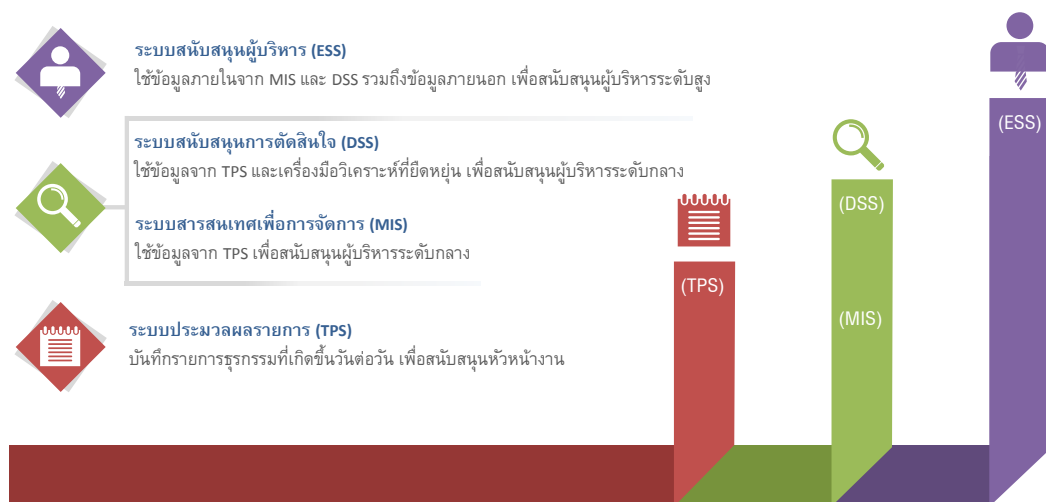 ระบบสนับสนุนผู้บริหาร (ESS)
ใช้ข้อมูลภายในจาก MIS และ DSS รวมถึงข้อมูลภายนอก เพื่อสนับสนุนผู้บริหารระดับสูง
ระบบสนับสนุนการตัดสินใจ (DSS)
ใช้ข้อมูลจาก TPS และเครื่องมือวิเคราะห์ที่ยืดหยุ่น เพื่อสนับสนุนผู้บริหารระดับกลาง
ระบบสารสนเทศเพื่อการจัดการ (MIS)
ใช้ข้อมูลจาก TPS เพื่อสนับสนุนผู้บริหารระดับกลาง
ระบบประมวลผลรายการ (TPS)
บันทึกรายการธุรกรรมที่เกิดขึ้นวันต่อวัน เพื่อสนับสนุนหัวหน้างาน
(TPS)
(DSS)
(MIS)
(ESS)